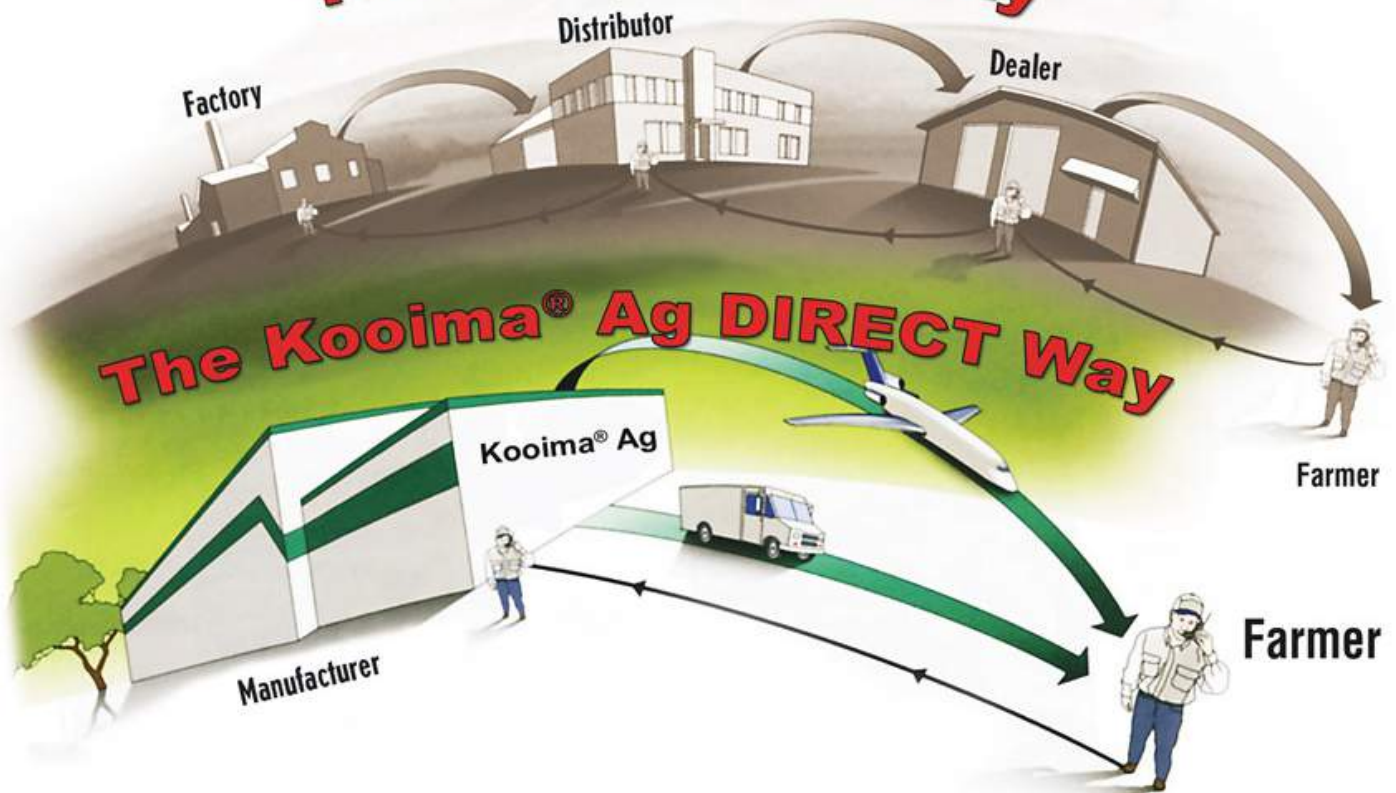 Distributor
Dealer
Factory
The Kooima® Ag DIRECT Way
Kooima® Ag
Farmer
Farmer
Manufacturer